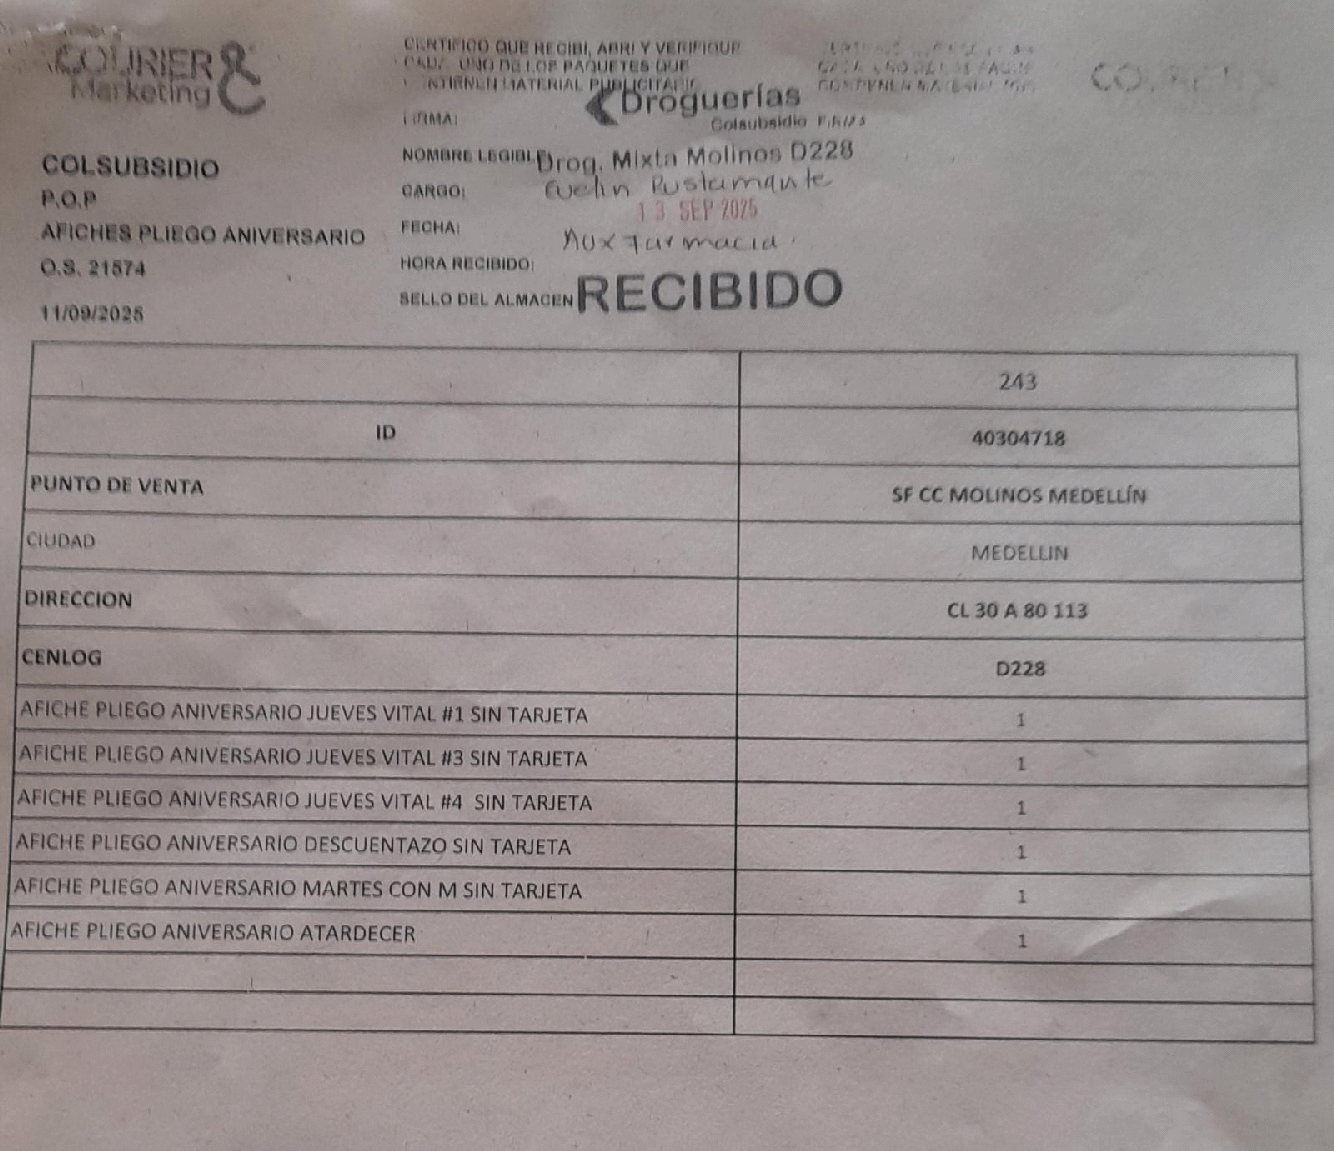 COURIER &
Marketing
COLSUBSIDIO
P.O.P
AFICHES PLIEGO ANIVERSARIO
O.S. 21574
11/09/2025
CERTIFICO QUE RECIBI, ABRI Y VERIFIQUE
CADA UNO DE LOS PAQUETES QUE
CONTIENEN MATERIAL PUBLICITARIO
Droguerías
Colsubsidio
FIRMA:
NOMBRE LEGIBLE
Drog. Mixta Molinos D228
CARGO:
Evelin Bustamante
13 SEP 2025
FECHA:
Aux Farmacia.
HORA RECIBIDO:
SELLO DEL ALMACEN
RECIBIDO
243
ID 40304718
PUNTO DE VENTA SF CC MOLINOS MEDELLÍN
CIUDAD MEDELLIN
DIRECCION CL 30 A 80 113
CENLOG D228
AFICHE PLIEGO ANIVERSARIO JUEVES VITAL #1 SIN TARJETA 1
AFICHE PLIEGO ANIVERSARIO JUEVES VITAL #3 SIN TARJETA 1
AFICHE PLIEGO ANIVERSARIO JUEVES VITAL #4 SIN TARJETA 1
AFICHE PLIEGO ANIVERSARIO DESCUENTAZO SIN TARJETA 1
AFICHE PLIEGO ANIVERSARIO MARTES CON M SIN TARJETA 1
AFICHE PLIEGO ANIVERSARIO ATARDECER 1